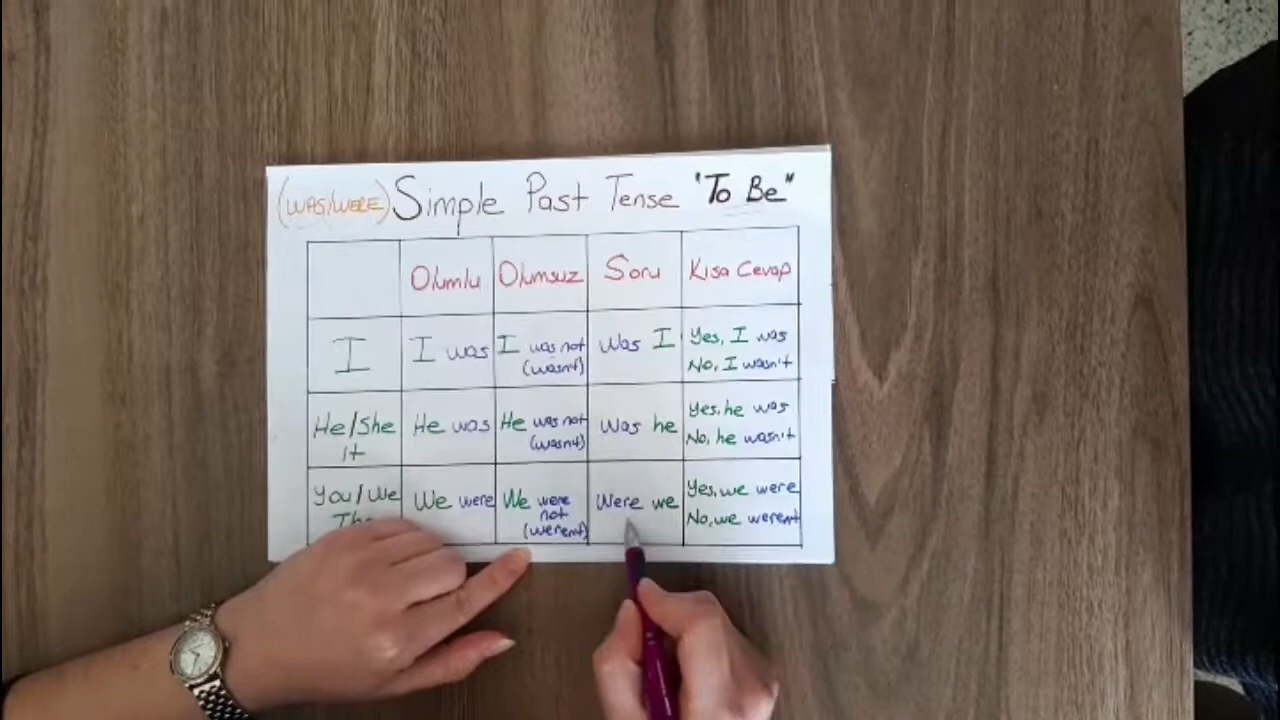 (WAS/WERE) Simple Past Tense "To Be"
Olumlu Olumsuz Soru Kısa Cevap
I I was I was not (wasn't) Was I Yes, I was
No, I wasn't
He/She it He was He was not (wasn't) Was he Yes, he was
No, he wasn't
You/We We were We were not (weren't) Were we Yes, we were
No, we weren't